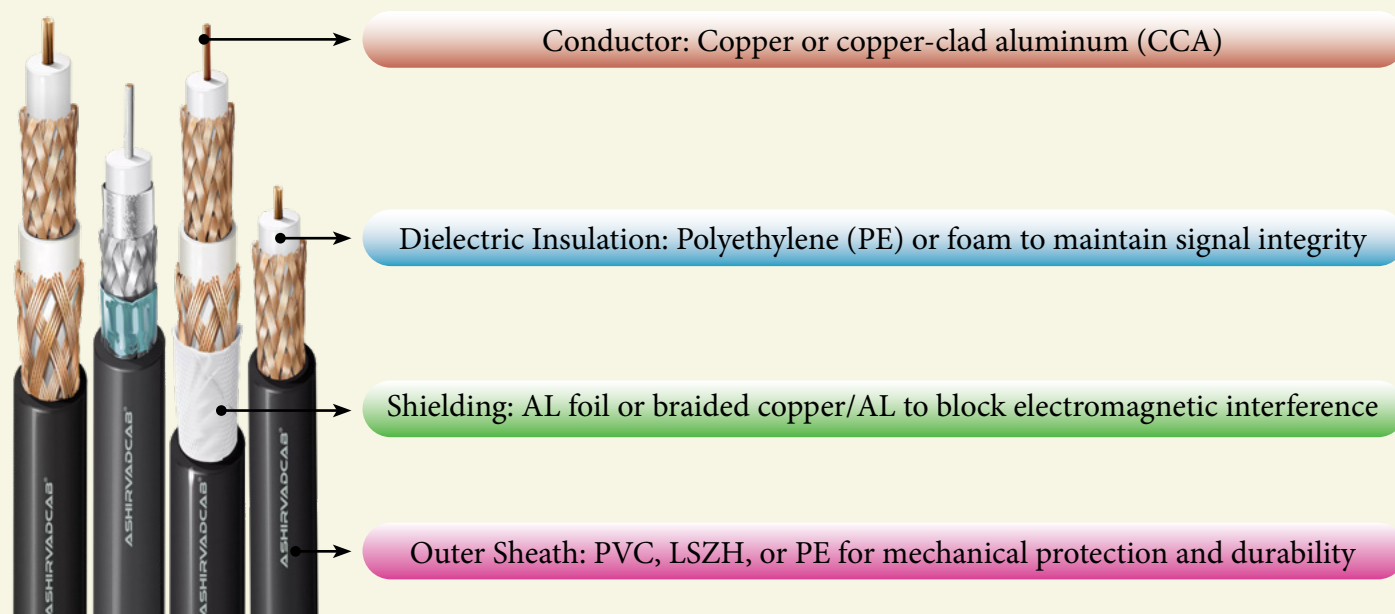 Conductor: Copper or copper-clad aluminum (CCA)
Dielectric Insulation: Polyethylene (PE) or foam to maintain signal integrity
Shielding: AL foil or braided copper/AL to block electromagnetic interference
Outer Sheath: PVC, LSZH, or PE for mechanical protection and durability
ASHIRVADCAB®
ASHIRVADCAB®
ASHIRVADCAB®
ASHIRVADCAB®